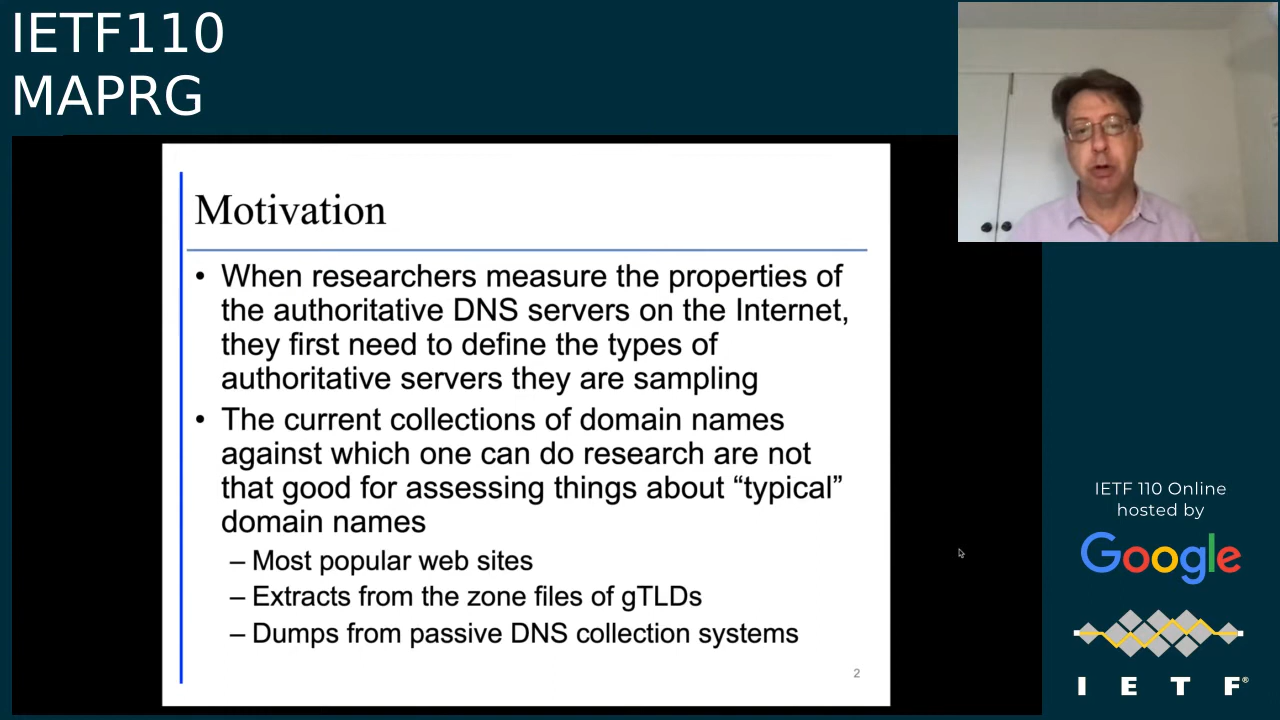 IETF110
MAPRG
Motivation
• When researchers measure the properties of
the authoritative DNS servers on the Internet,
they first need to define the types of
authoritative servers they are sampling
• The current collections of domain names
against which one can do research are not
that good for assessing things about “typical”
domain names
– Most popular web sites
– Extracts from the zone files of gTLDs
– Dumps from passive DNS collection systems
2
IETF 110 Online
hosted by
Google
I E T F®